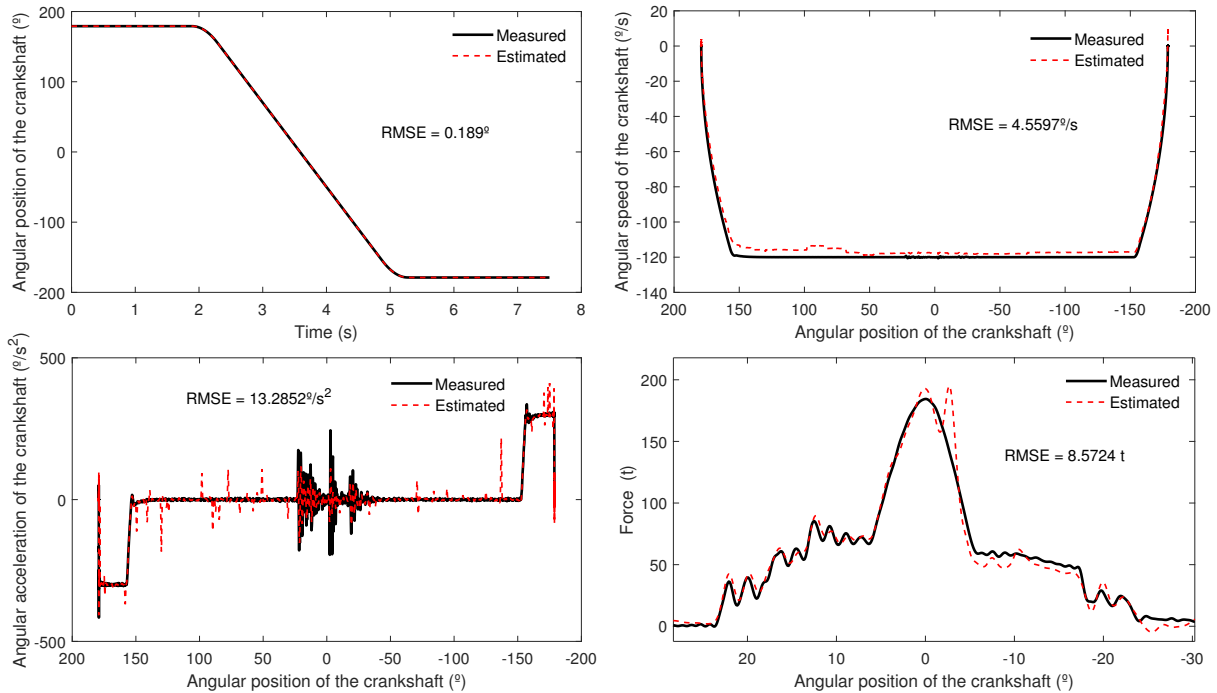 Angular position of the crankshaft (º)
200
100
0
-100
-200
Measured
Estimated
RMSE = 0.189º
0 1 2 3 4 5 6 7 8
Time (s)
Angular speed of the crankshaft (º/s)
20
0
-20
-40
-60
-80
-100
-120
-140
Measured
Estimated
RMSE = 4.5597º/s
200 150 100 50 0 -50 -100 -150 -200
Angular position of the crankshaft (º)
Angular acceleration of the crankshaft (º/s²)
500
0
-500
RMSE = 13.2852º/s²
Measured
Estimated
200 150 100 50 0 -50 -100 -150 -200
Angular position of the crankshaft (º)
Force (t)
200
150
100
50
0
Measured
Estimated
RMSE = 8.5724 t
20 10 0 -10 -20 -30
Angular position of the crankshaft (º)